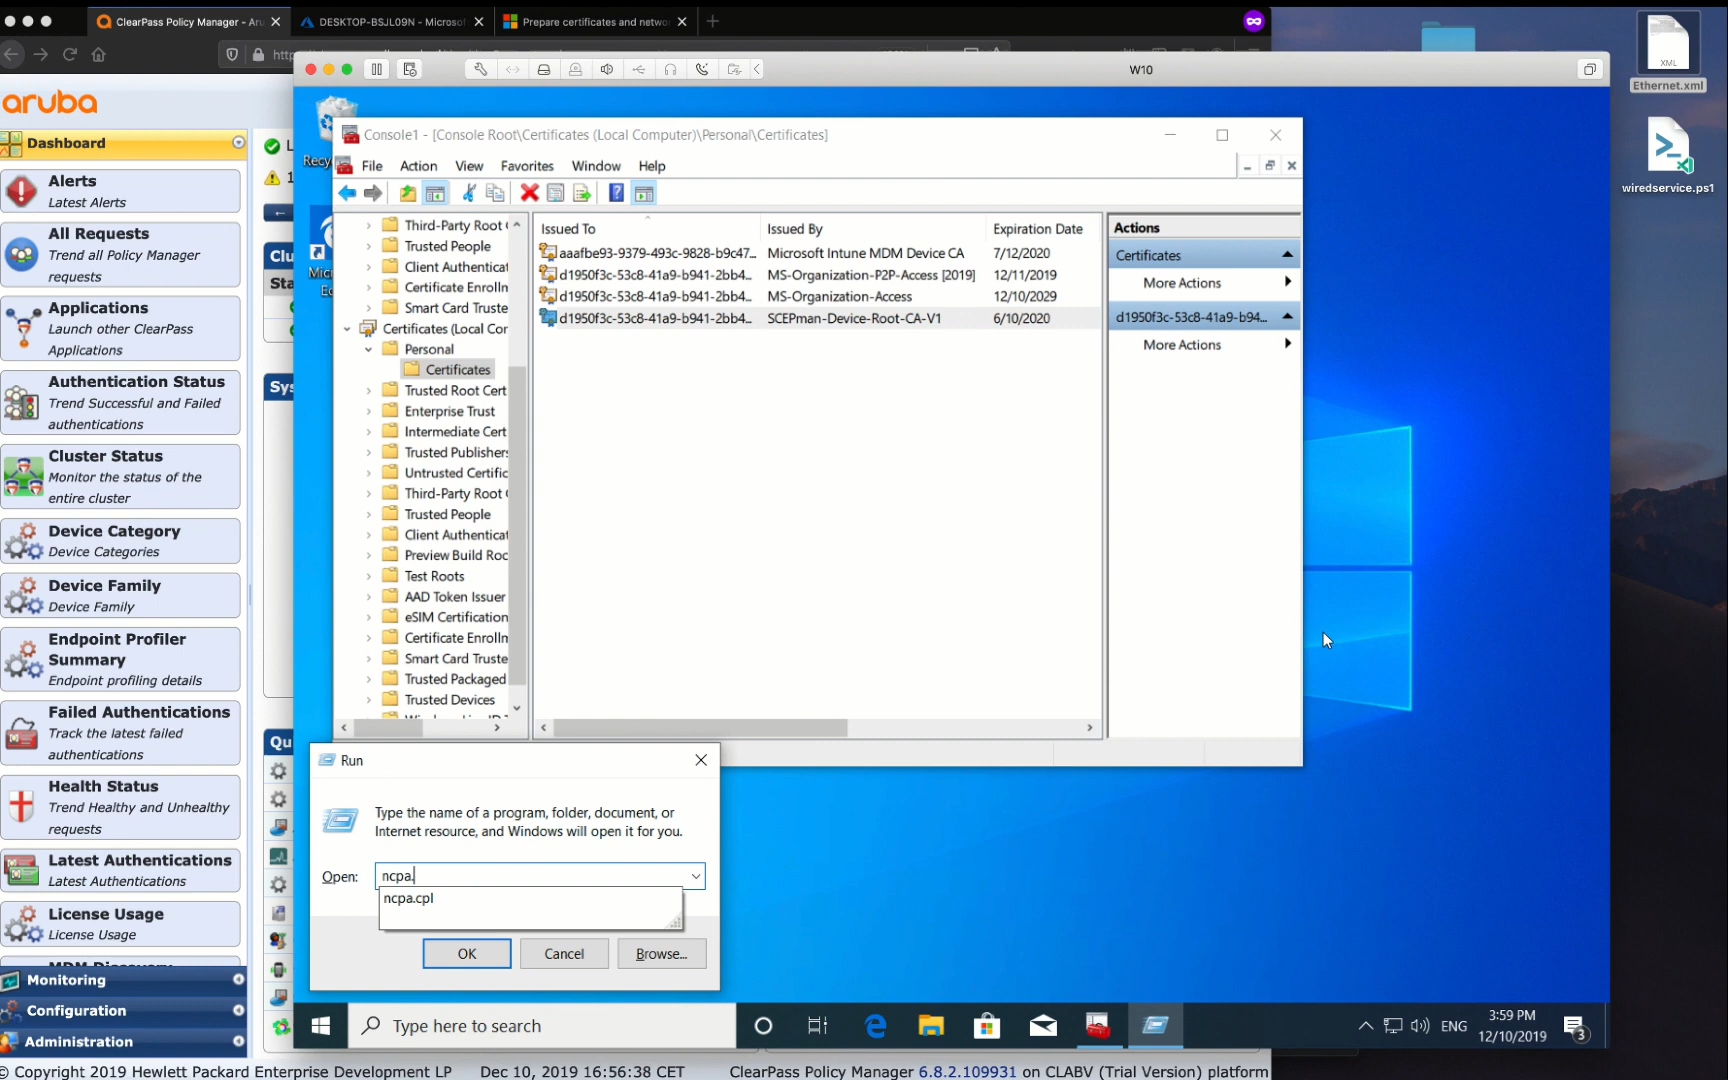 ClearPass Policy Manager - Aru
DESKTOP-BSJL09N - Microsof
Prepare certificates and netwo
W10
XML
Ethernet.xml
wiredservice.ps1
aruba
Dashboard
Alerts
Latest Alerts
All Requests
Trend all Policy Manager
requests
Applications
Launch other ClearPass
Applications
Authentication Status
Trend Successful and Failed
authentications
Cluster Status
Monitor the status of the
entire cluster
Device Category
Device Categories
Device Family
Device Family
Endpoint Profiler
Summary
Endpoint profiling details
Failed Authentications
Track the latest failed
authentications
Health Status
Trend Healthy and Unhealthy
requests
Latest Authentications
Latest Authentications
License Usage
License Usage
Monitoring
Configuration
Administration
Clu
Sta
Sys
Qu
Recy
Console1 - [Console Root\Certificates (Local Computer)\Personal\Certificates]
File Action View Favorites Window Help
Third-Party Root
Trusted People
Client Authenticat
Certificate Enrollm
Smart Card Truste
Certificates (Local Cor
Personal
Certificates
Trusted Root Cert
Enterprise Trust
Intermediate Cert
Trusted Publishers
Untrusted Certific
Third-Party Root
Trusted People
Client Authenticat
Preview Build Roo
Test Roots
AAD Token Issuer
eSIM Certification
Certificate Enrollm
Smart Card Truste
Trusted Packaged
Trusted Devices
Issued To Issued By Expiration Date
aaafbe93-9379-493c-9828-b9c47... Microsoft Intune MDM Device CA 7/12/2020
d1950f3c-53c8-41a9-b941-2bb4... MS-Organization-P2P-Access [2019] 12/11/2019
d1950f3c-53c8-41a9-b941-2bb4... MS-Organization-Access 12/10/2029
d1950f3c-53c8-41a9-b941-2bb4... SCEPman-Device-Root-CA-V1 6/10/2020
Actions
Certificates
More Actions
d1950f3c-53c8-41a9-b94...
More Actions
Run
Type the name of a program, folder, document, or
Internet resource, and Windows will open it for you.
Open: ncpa.
ncpa.cpl
OK Cancel Browse...
Type here to search
ENG
3:59 PM
12/10/2019
3
© Copyright 2019 Hewlett Packard Enterprise Development LP Dec 10, 2019 16:56:38 CET ClearPass Policy Manager 6.8.2.109931 on CLABV (Trial Version) platform